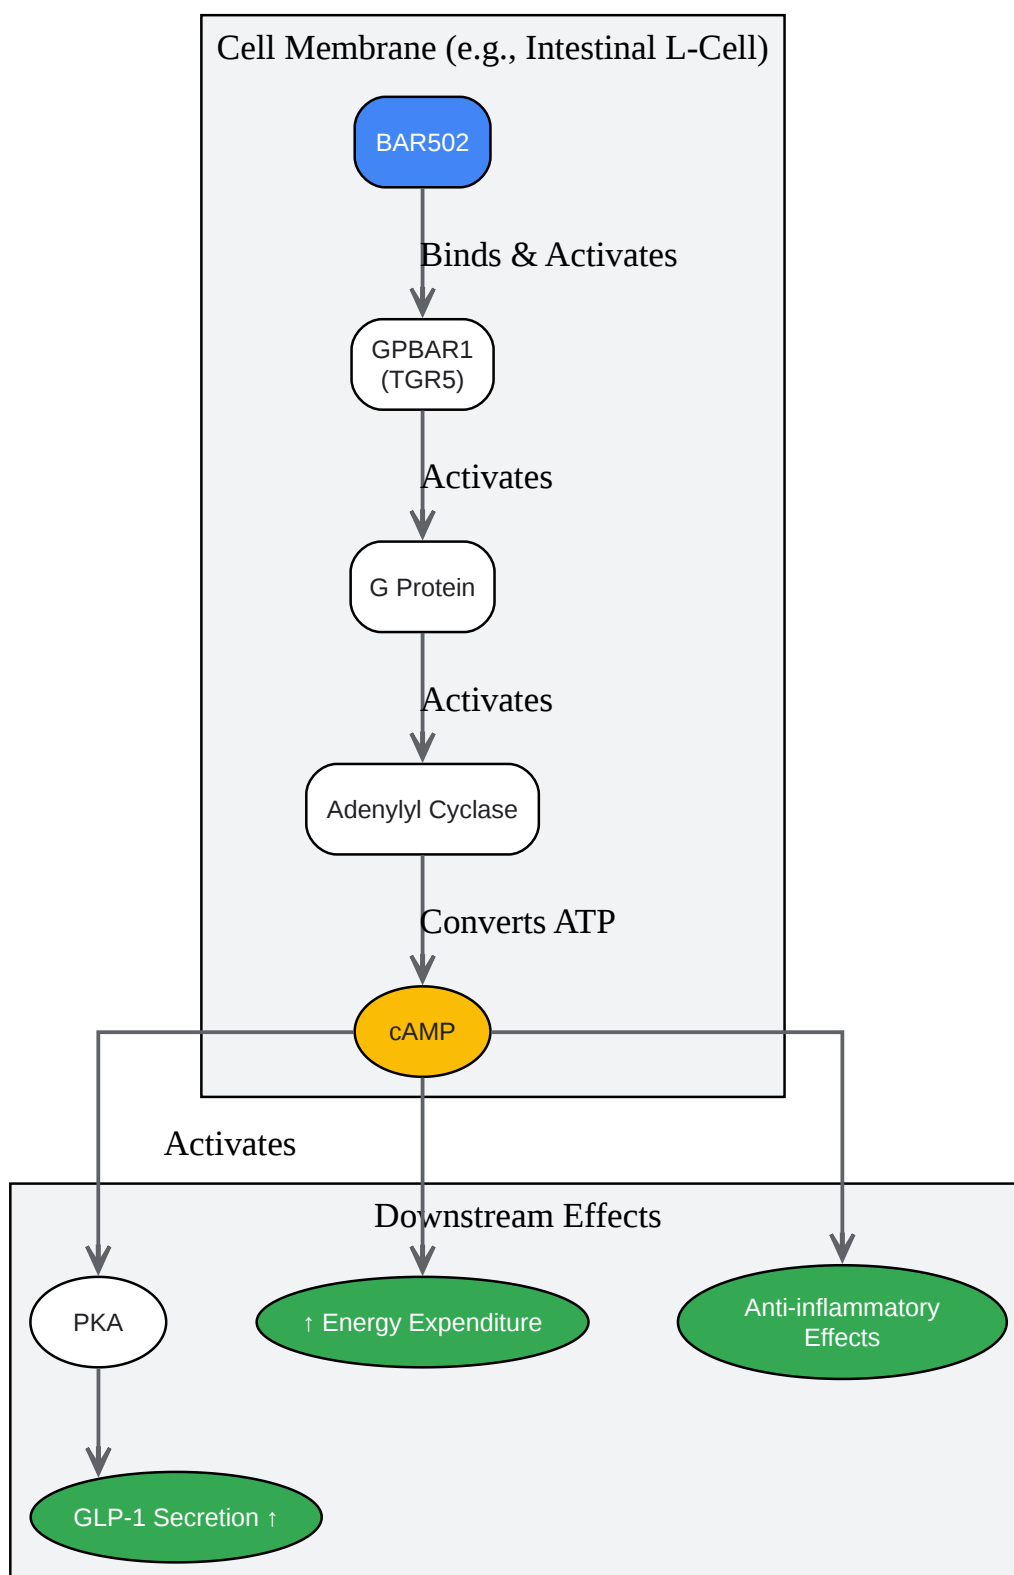 Cell Membrane (e.g., Intestinal L-Cell)
BAR502
Binds & Activates
GPBAR1
(TGR5)
Activates
G Protein
Activates
Adenylyl Cyclase
Converts ATP
cAMP
Activates
Downstream Effects
PKA
↑ Energy Expenditure
Anti-inflammatory
Effects
GLP-1 Secretion ↑